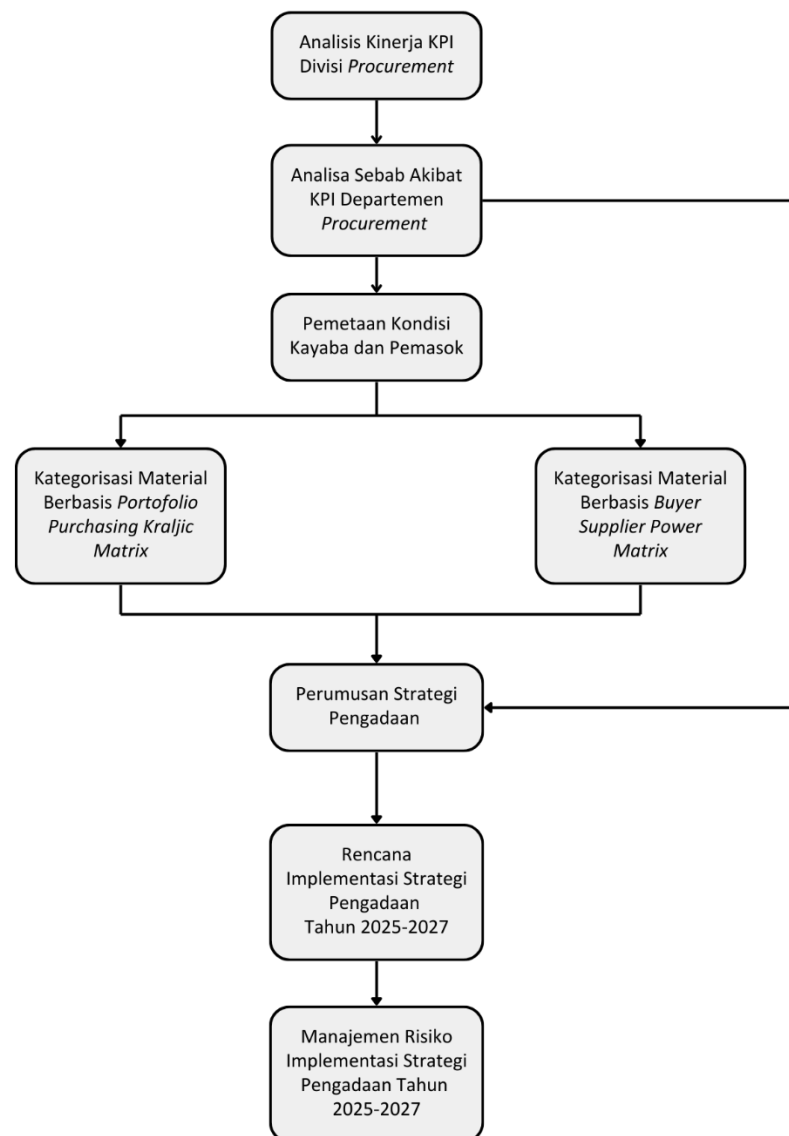 Analisis Kinerja KPI
Divisi Procurement
Analisa Sebab Akibat
KPI Departemen
Procurement
Pemetaan Kondisi
Kayaba dan Pemasok
Kategorisasi Material
Berbasis Portofolio
Purchasing Kraljic
Matrix
Kategorisasi Material
Berbasis Buyer
Supplier Power
Matrix
Perumusan Strategi
Pengadaan
Rencana
Implementasi Strategi
Pengadaan
Tahun 2025-2027
Manajemen Risiko
Implementasi Strategi
Pengadaan Tahun
2025-2027